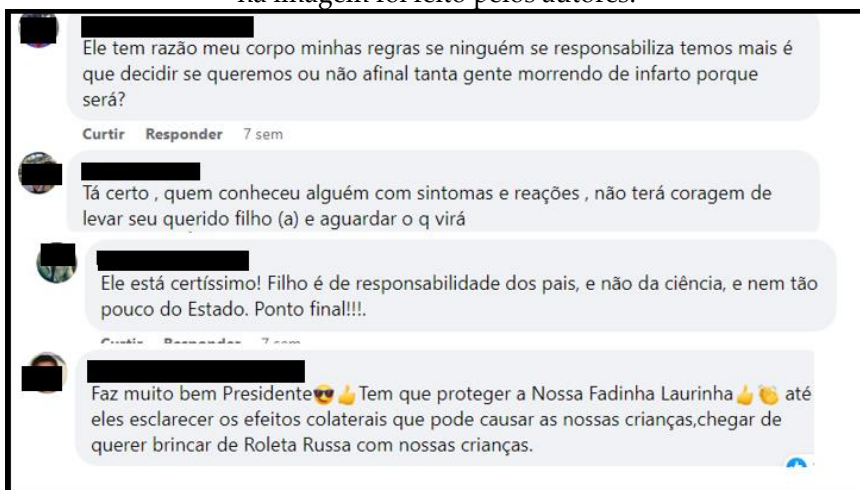 na imagem foi feito pelos autores.
Ele tem razão meu corpo minhas regras se ninguém se responsabiliza temos mais é
que decidir se queremos ou não afinal tanta gente morrendo de infarto porque
será?
Curtir Responder 7 sem
Tá certo , quem conheceu alguém com sintomas e reações , não terá coragem de
levar seu querido filho (a) e aguardar o q virá
Ele está certíssimo! Filho é de responsabilidade dos pais, e não da ciência, e nem tão
pouco do Estado. Ponto final!!!.
Curtir Responder 7 sem
Faz muito bem Presidente😎👍Tem que proteger a Nossa Fadinha Laurinha👍👏 até
eles esclarecer os efeitos colaterais que pode causar as nossas crianças,chegar de
querer brincar de Roleta Russa com nossas crianças.